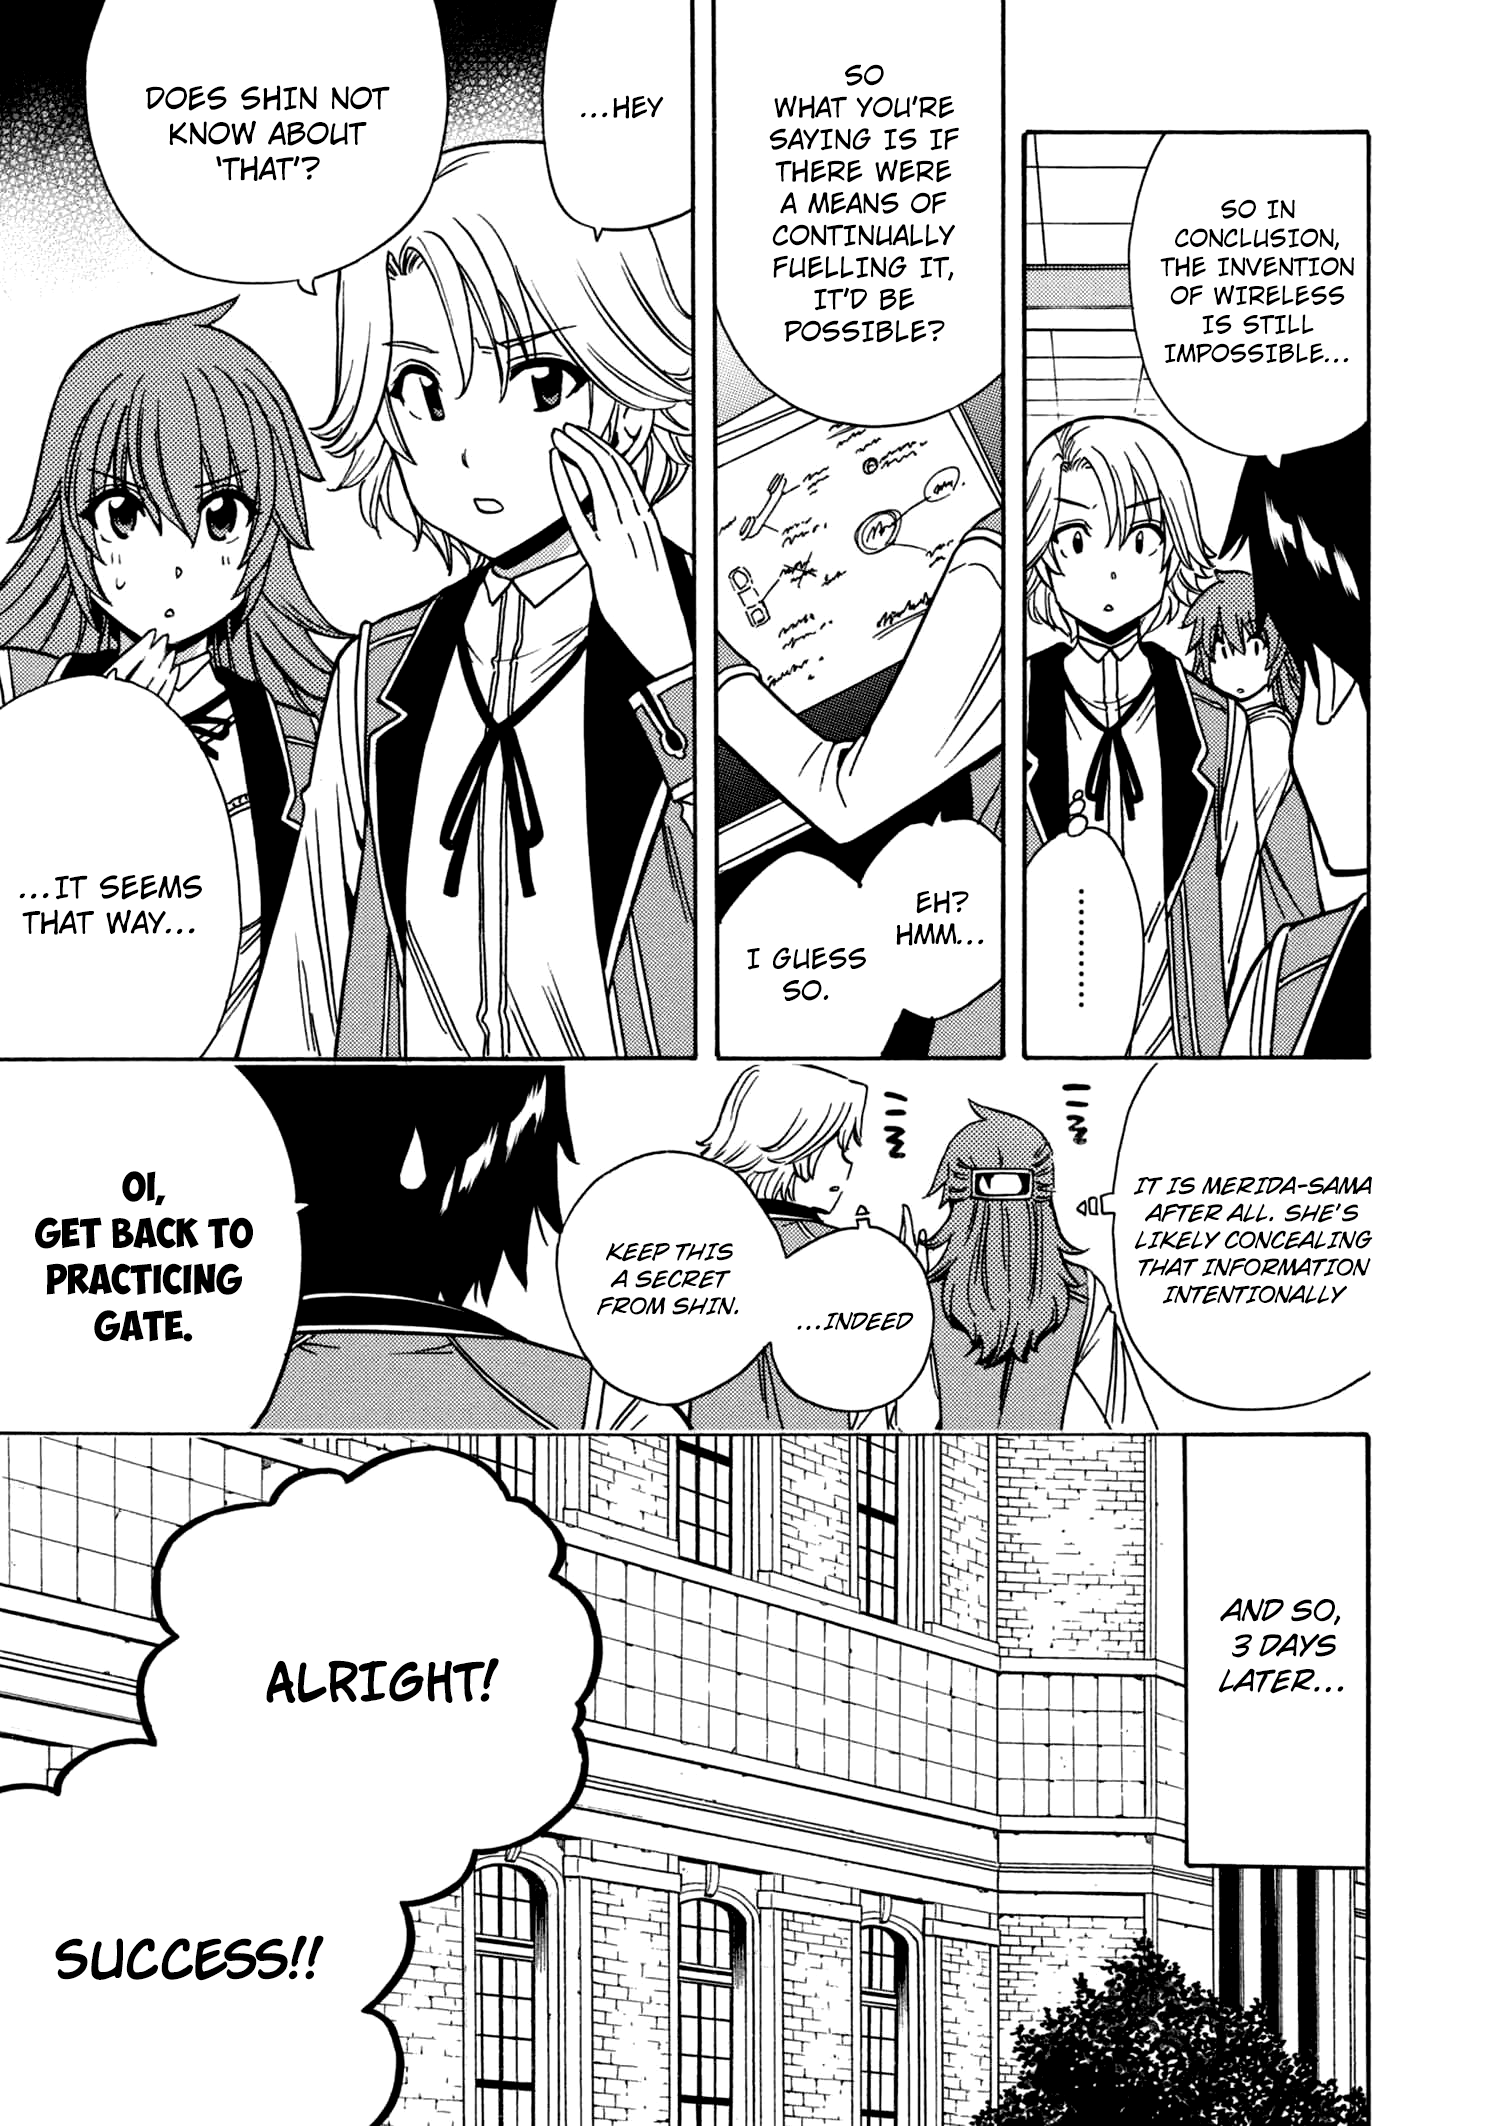 SO IN
CONCLUSION,
THE INVENTION
OF WIRELESS
IS STILL
IMPOSSIBLE...
.........
SO
WHAT YOU'RE
SAYING IS IF
THERE WERE
A MEANS OF
CONTINUALLY
FUELLING IT,
IT'D BE
POSSIBLE?
EH?
HMM...
I GUESS
SO.
...HEY
DOES SHIN NOT
KNOW ABOUT
'THAT'?
...IT SEEMS
THAT WAY...
IT IS MERIDA-SAMA
AFTER ALL. SHE'S
LIKELY CONCEALING
THAT INFORMATION
INTENTIONALLY
KEEP THIS
A SECRET
FROM SHIN.
...INDEED
OI,
GET BACK TO
PRACTICING
GATE.
AND SO,
3 DAYS
LATER...
ALRIGHT!
SUCCESS!!